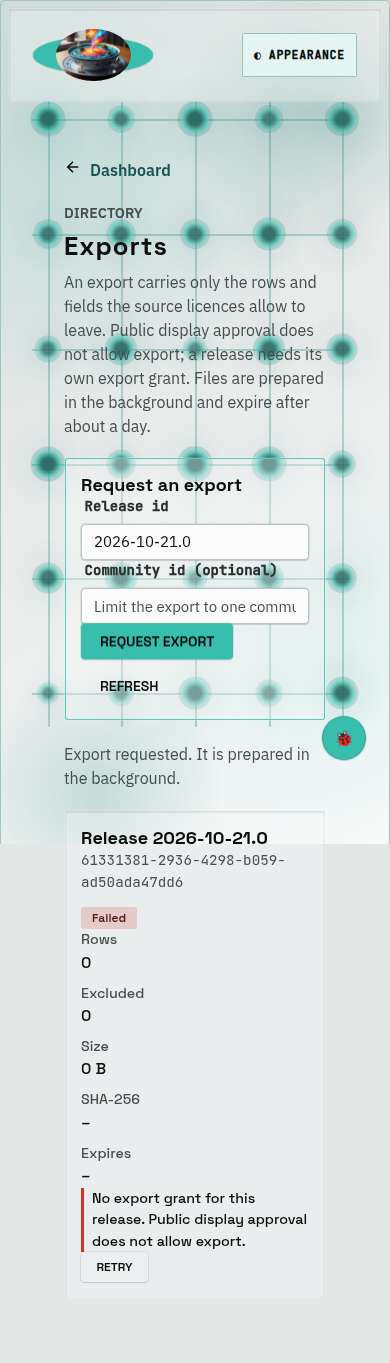 ◐ APPEARANCE
← Dashboard
DIRECTORY
Exports
An export carries only the rows and
fields the source licences allow to
leave. Public display approval does
not allow export; a release needs its
own export grant. Files are prepared
in the background and expire after
about a day.
Request an export
Release id
2026-10-21.0
Community id (optional)
Limit the export to one commu
REQUEST EXPORT
REFRESH
Export requested. It is prepared in
the background.
Release 2026-10-21.0
61331381-2936-4298-b059-
ad50ada47dd6
Failed
Rows
0
Excluded
0
Size
0 B
SHA-256
–
Expires
–
No export grant for this
release. Public display approval
does not allow export.
RETRY